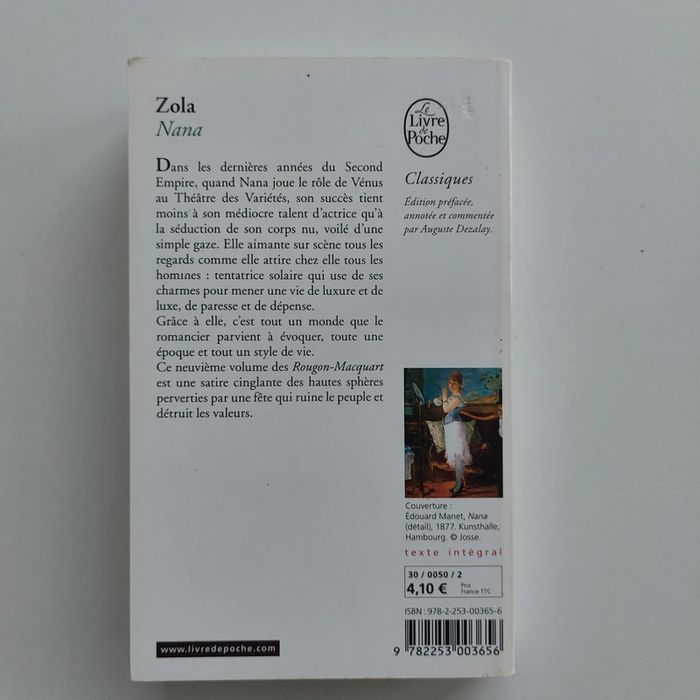 Zola
Nana
Dans les dernières années du Second
Empire, quand Nana joue le rôle de Vénus
au Théâtre des Variétés, son succès tient
moins à son médiocre talent d'actrice qu'à
la séduction de son corps nu, voilé d'une
simple gaze. Elle aimante sur scène tous les
regards comme elle attire chez elle tous les
hommes : tentatrice solaire qui use de ses
charmes pour mener une vie de luxure et de
luxe, de paresse et de dépense.
Grâce à elle, c'est tout un monde que le
romancier parvient à évoquer, toute une
époque et tout un style de vie.
Ce neuvième volume des Rougon-Macquart
est une satire cinglante des hautes sphères
perverties par une fête qui ruine le peuple et
détruit les valeurs.
www.livredepoche.com
Le
Livre
de
Poche
Classiques
Édition préfacée,
annotée et commentée
par Auguste Dezalay.
Couverture :
Édouard Manet, Nana
(détail), 1877. Kunsthalle,
Hambourg. © Josse.
texte intégral
30 / 0050 / 2
4,10 € Prix
France TTC
ISBN : 978-2-253-00365-6
9 782253 003656